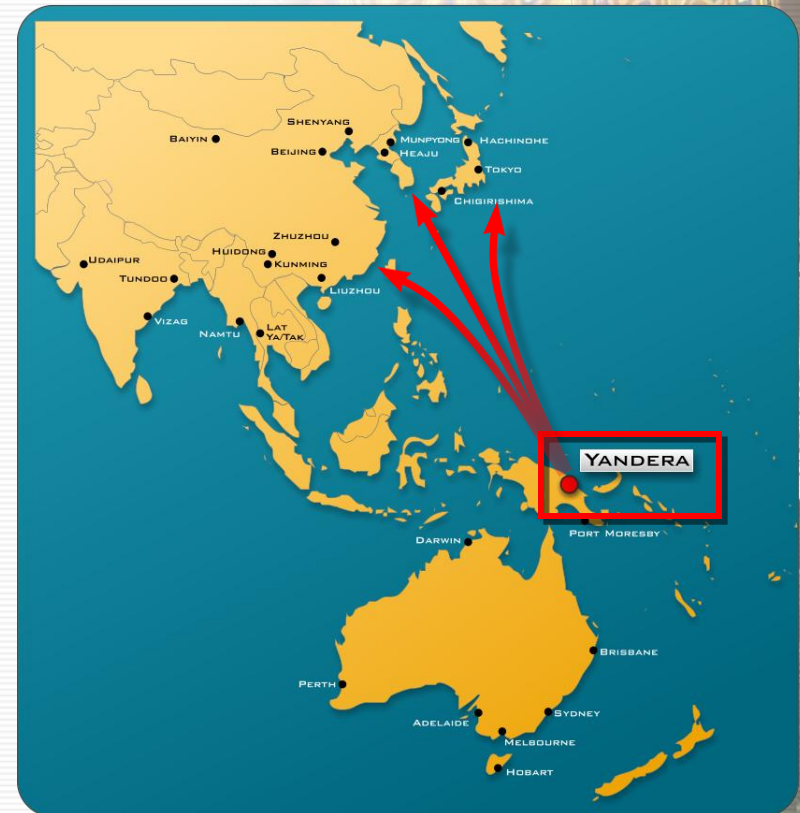 SHENYANG
BAIYIN
BEIJING
MUNPYONG
HACHINOHE
HEAJU
TOKYO
CHIGIRISHIMA
ZHUZHOU
HUIDONG
KUNMING
UDAIPUR
TUNDOO
LIUZHOU
VIZAG
NAMTU
LAT
YA/TAK
YANDERA
PORT MORESBY
DARWIN
BRISBANE
PERTH
ADELAIDE
SYDNEY
MELBOURNE
HOBART